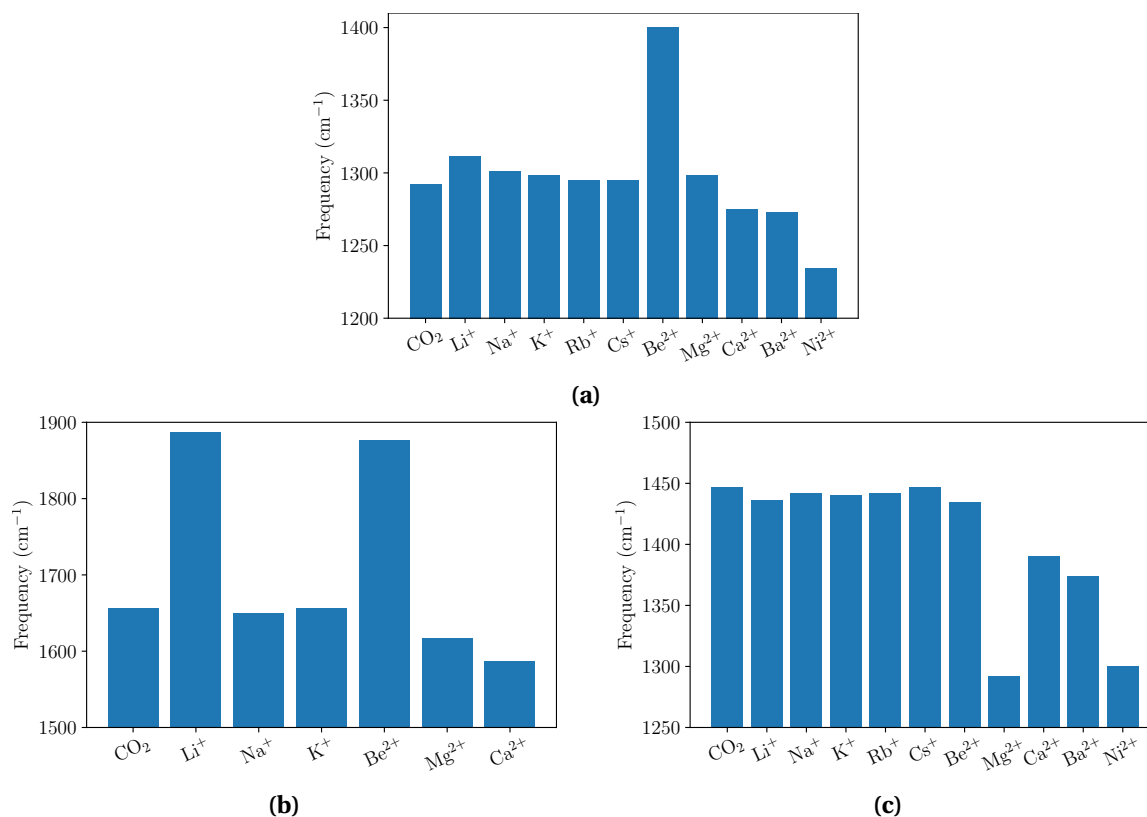 1400
1350
1300
1250
1200
Frequency (cm⁻¹)
CO₂ Li⁺ Na⁺ K⁺ Rb⁺ Cs⁺ Be²⁺ Mg²⁺ Ca²⁺ Ba²⁺ Ni²⁺
(a)
1900
1800
1700
1600
1500
Frequency (cm⁻¹)
CO₂ Li⁺ Na⁺ K⁺ Be²⁺ Mg²⁺ Ca²⁺
(b)
1500
1450
1400
1350
1300
1250
Frequency (cm⁻¹)
CO₂ Li⁺ Na⁺ K⁺ Rb⁺ Cs⁺ Be²⁺ Mg²⁺ Ca²⁺ Ba²⁺ Ni²⁺
(c)